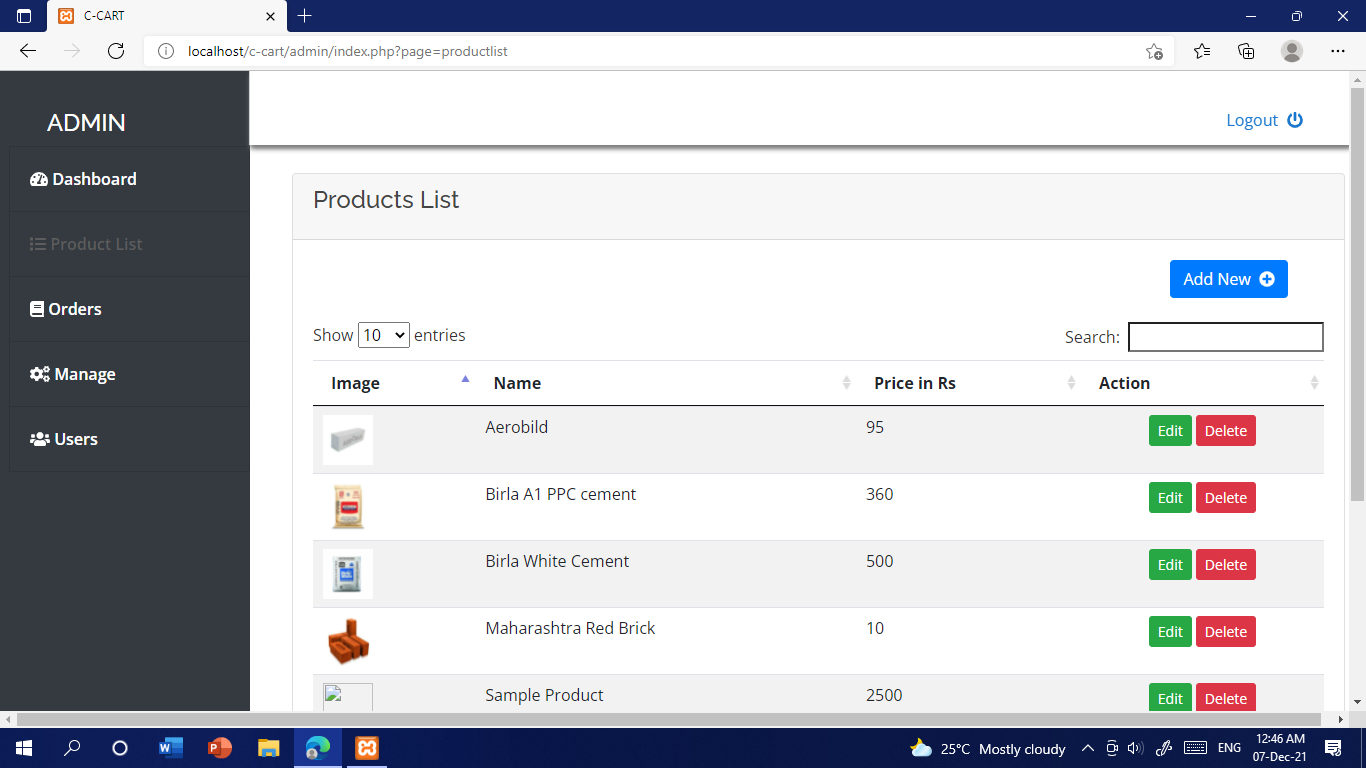 C-CART
localhost/c-cart/admin/index.php?page=productlist
ADMIN
Logout
Dashboard
Product List
Orders
Manage
Users
Products List
Add New
Show 10 entries
Search:
Image Name Price in Rs Action
Aerobild 95 Edit Delete
Birla A1 PPC cement 360 Edit Delete
Birla White Cement 500 Edit Delete
Maharashtra Red Brick 10 Edit Delete
Sample Product 2500 Edit Delete
25°C Mostly cloudy
ENG
12:46 AM
07-Dec-21